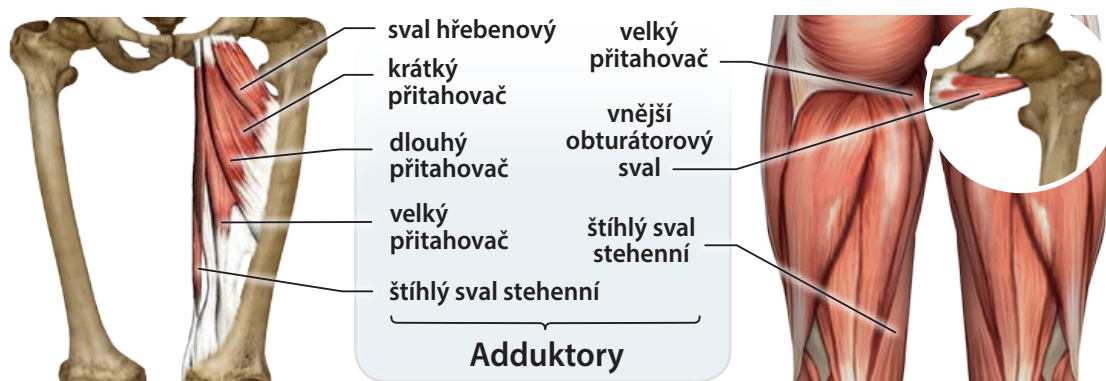 sval hřebenový
krátký
přitahovač
dlouhý
přitahovač
velký
přitahovač
štíhlý sval stehenní
velký
přitahovač
vnější
obturátorový
sval
štíhlý sval
stehenní
Adduktory